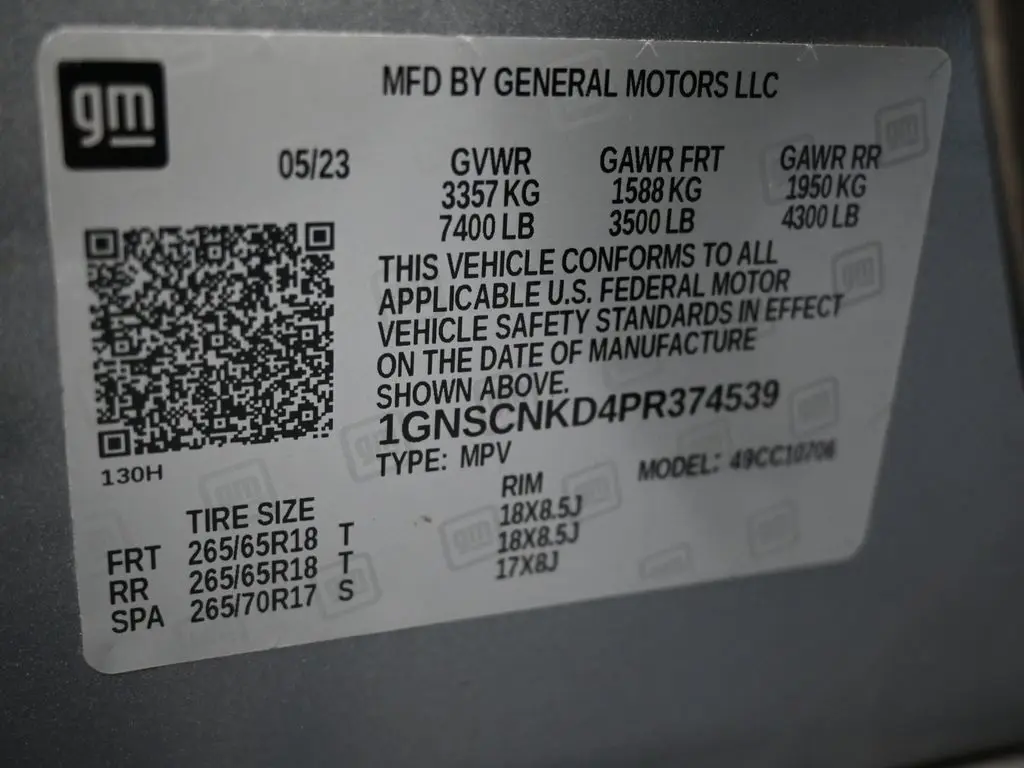 gm
MFD BY GENERAL MOTORS LLC
05/23 GVWR GAWR FRT GAWR RR
3357 KG 1588 KG 1950 KG
7400 LB 3500 LB 4300 LB
THIS VEHICLE CONFORMS TO ALL
APPLICABLE U.S. FEDERAL MOTOR
VEHICLE SAFETY STANDARDS IN EFFECT
ON THE DATE OF MANUFACTURE
SHOWN ABOVE.
1GNSCNKD4PR374539
130H
TYPE: MPV MODEL: 49CC10706
TIRE SIZE RIM
FRT 265/65R18 T 18X8.5J
RR 265/65R18 T 18X8.5J
SPA 265/70R17 S 17X8J